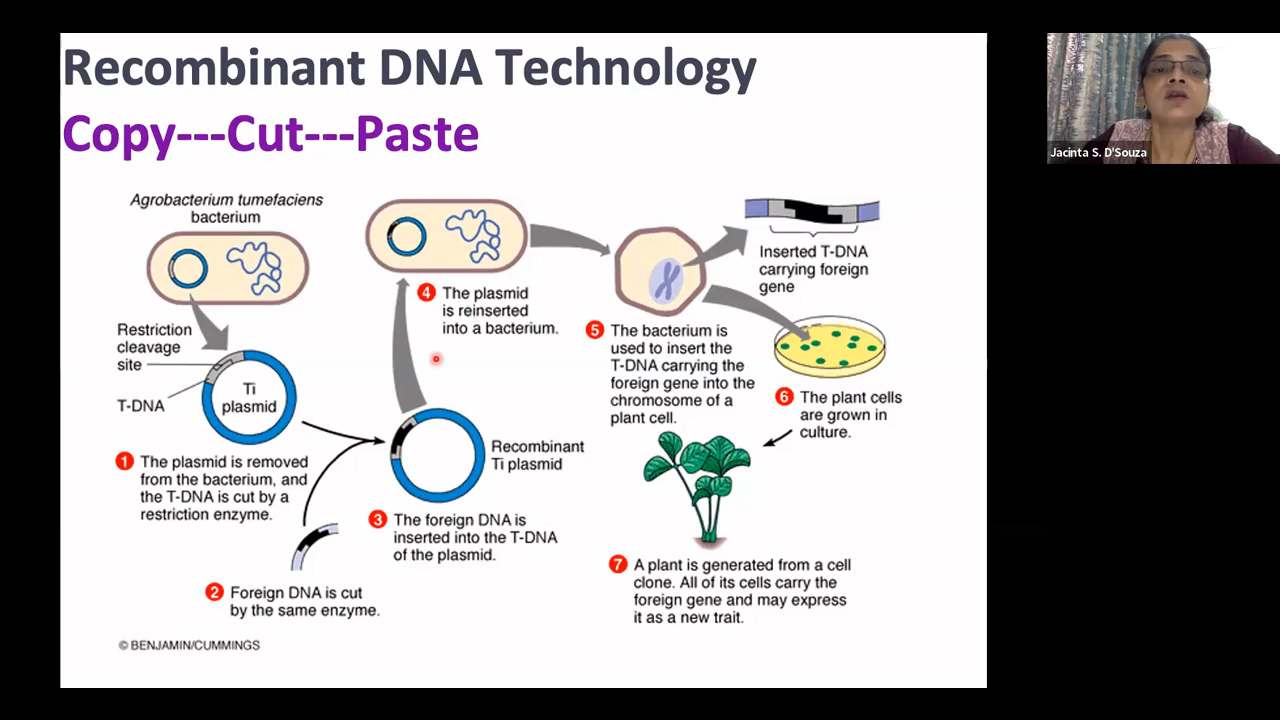 Recombinant DNA Technology
Copy---Cut---Paste
Jacinta S. D'Souza
Agrobacterium tumefaciens
bacterium
Restriction
cleavage
site
T-DNA
Ti
plasmid
1 The plasmid is removed
from the bacterium, and
the T-DNA is cut by a
restriction enzyme.
2 Foreign DNA is cut
by the same enzyme.
Recombinant
Ti plasmid
3 The foreign DNA is
inserted into the T-DNA
of the plasmid.
4 The plasmid
is reinserted
into a bacterium.
5 The bacterium is
used to insert the
T-DNA carrying the
foreign gene into the
chromosome of a
plant cell.
Inserted T-DNA
carrying foreign
gene
6 The plant cells
are grown in
culture.
7 A plant is generated from a cell
clone. All of its cells carry the
foreign gene and may express
it as a new trait.
© BENJAMIN/CUMMINGS